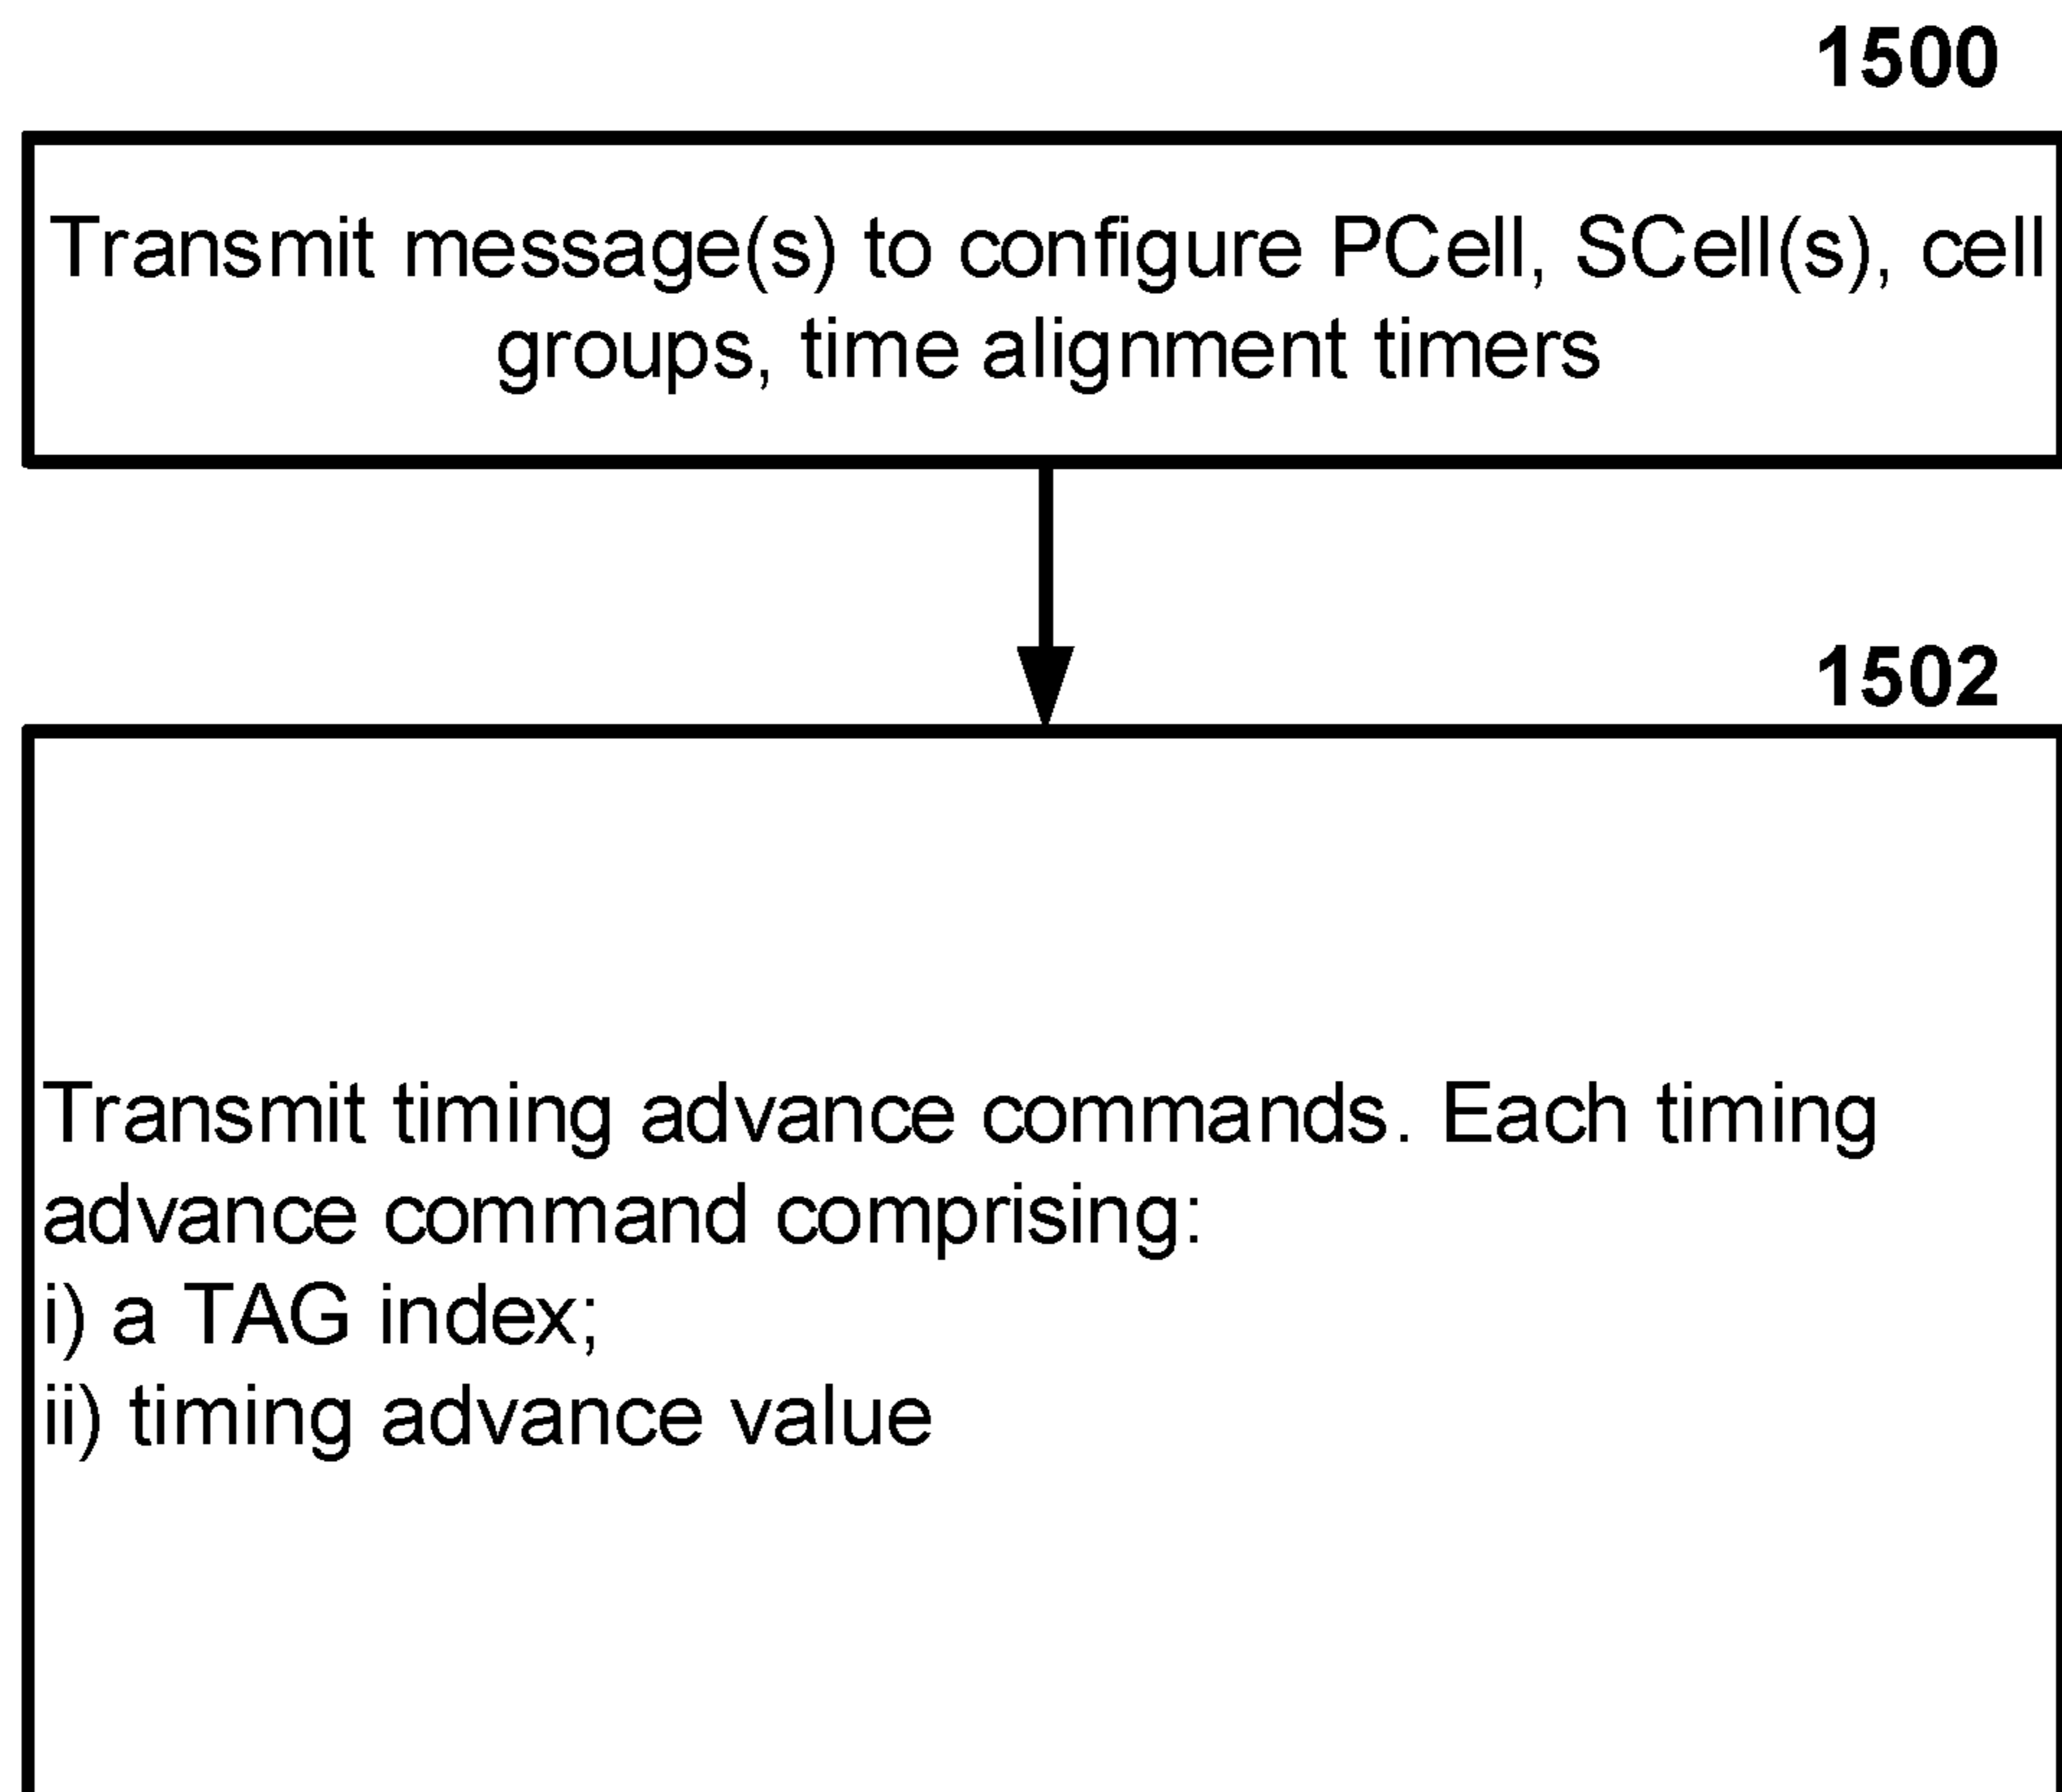 1500
Transmit message(s) to configure PCell, SCell(s), cell
groups, time alignment timers
1502
Transmit timing advance commands. Each timing
advance command comprising:
i) a TAG index;
ii) timing advance value